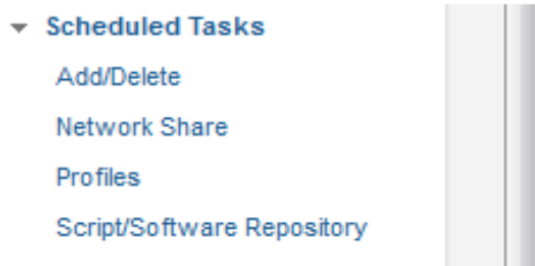 Scheduled Tasks
Add/Delete
Network Share
Profiles
Script/Software Repository